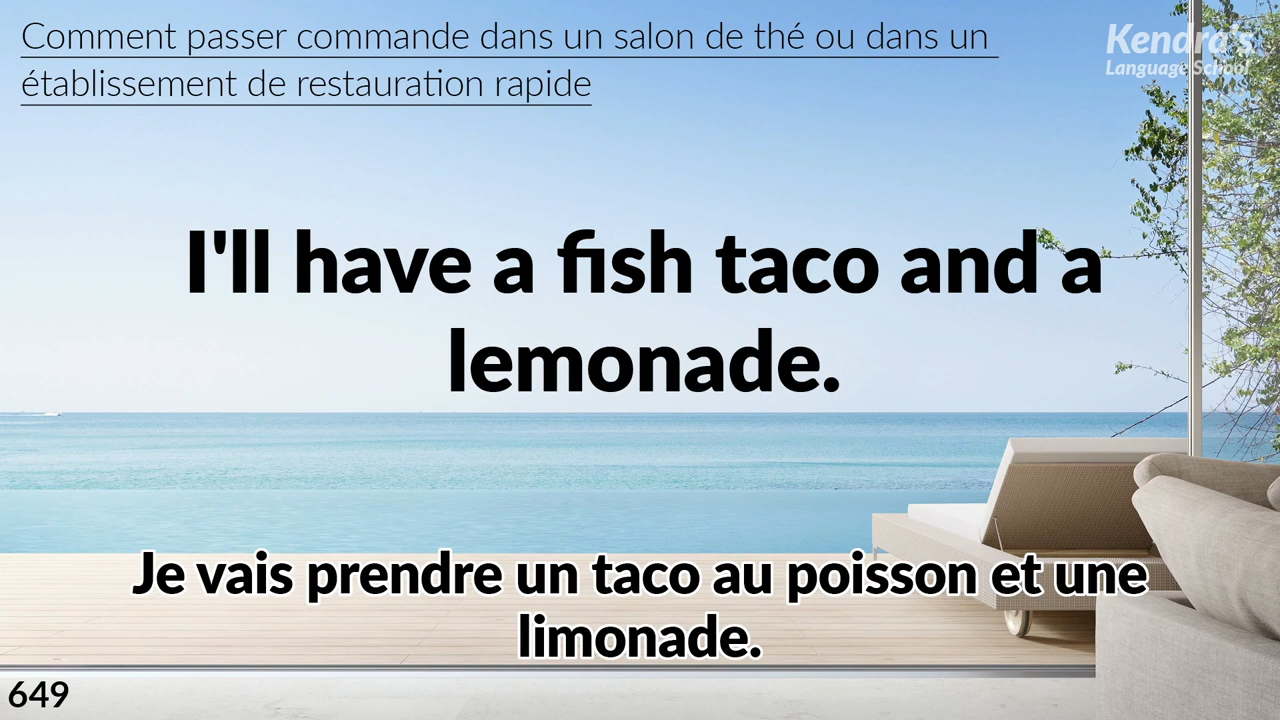 Comment passer commande dans un salon de thé ou dans un
établissement de restauration rapide
Kendra's
Language School
I'll have a fish taco and a
lemonade.
Je vais prendre un taco au poisson et une
limonade.
649